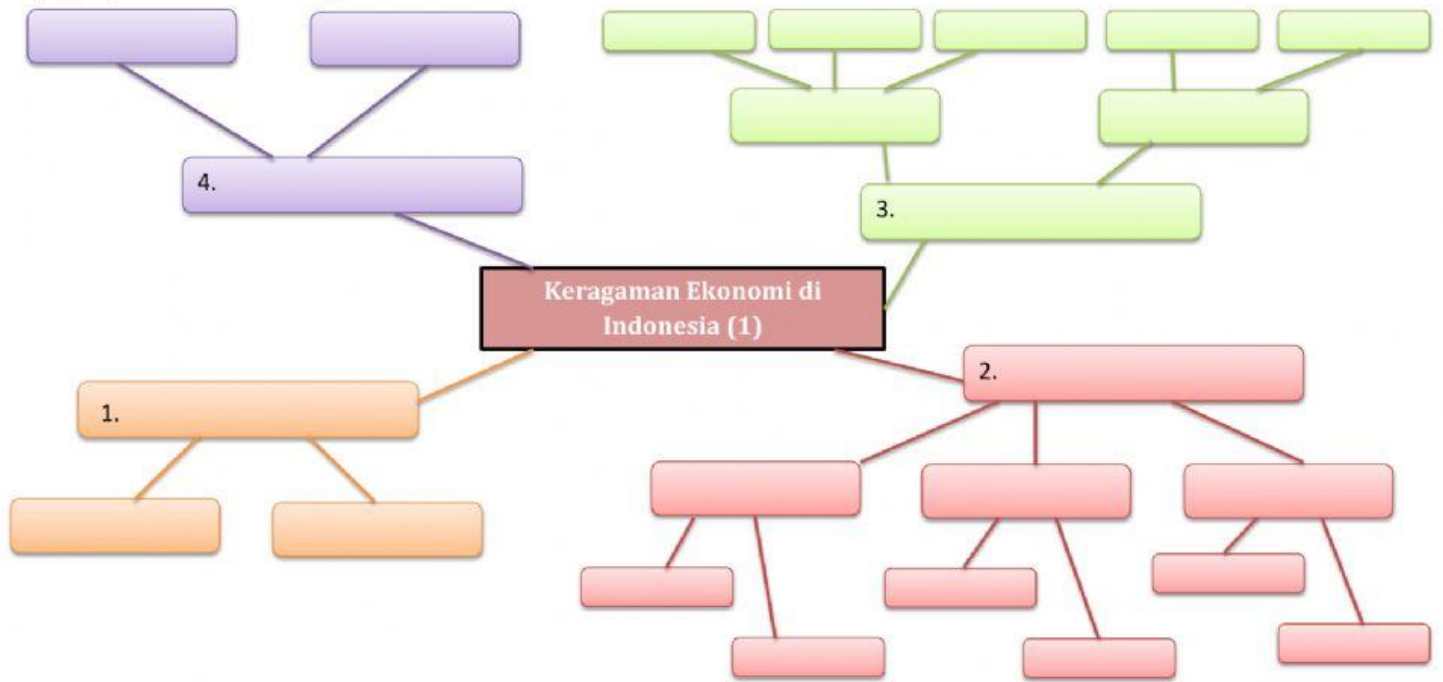 4.
3.
Keragaman Ekonomi di
Indonesia (1)
2.
1.